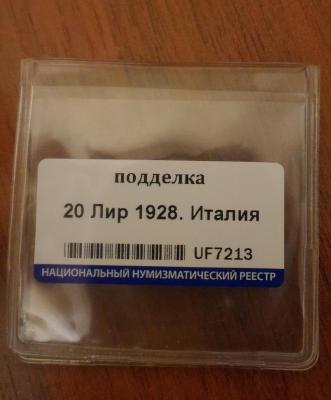 подделка
20 Лир 1928. Италия
UF7213
НАЦИОНАЛЬНЫЙ НУМИЗМАТИЧЕСКИЙ РЕЕСТР